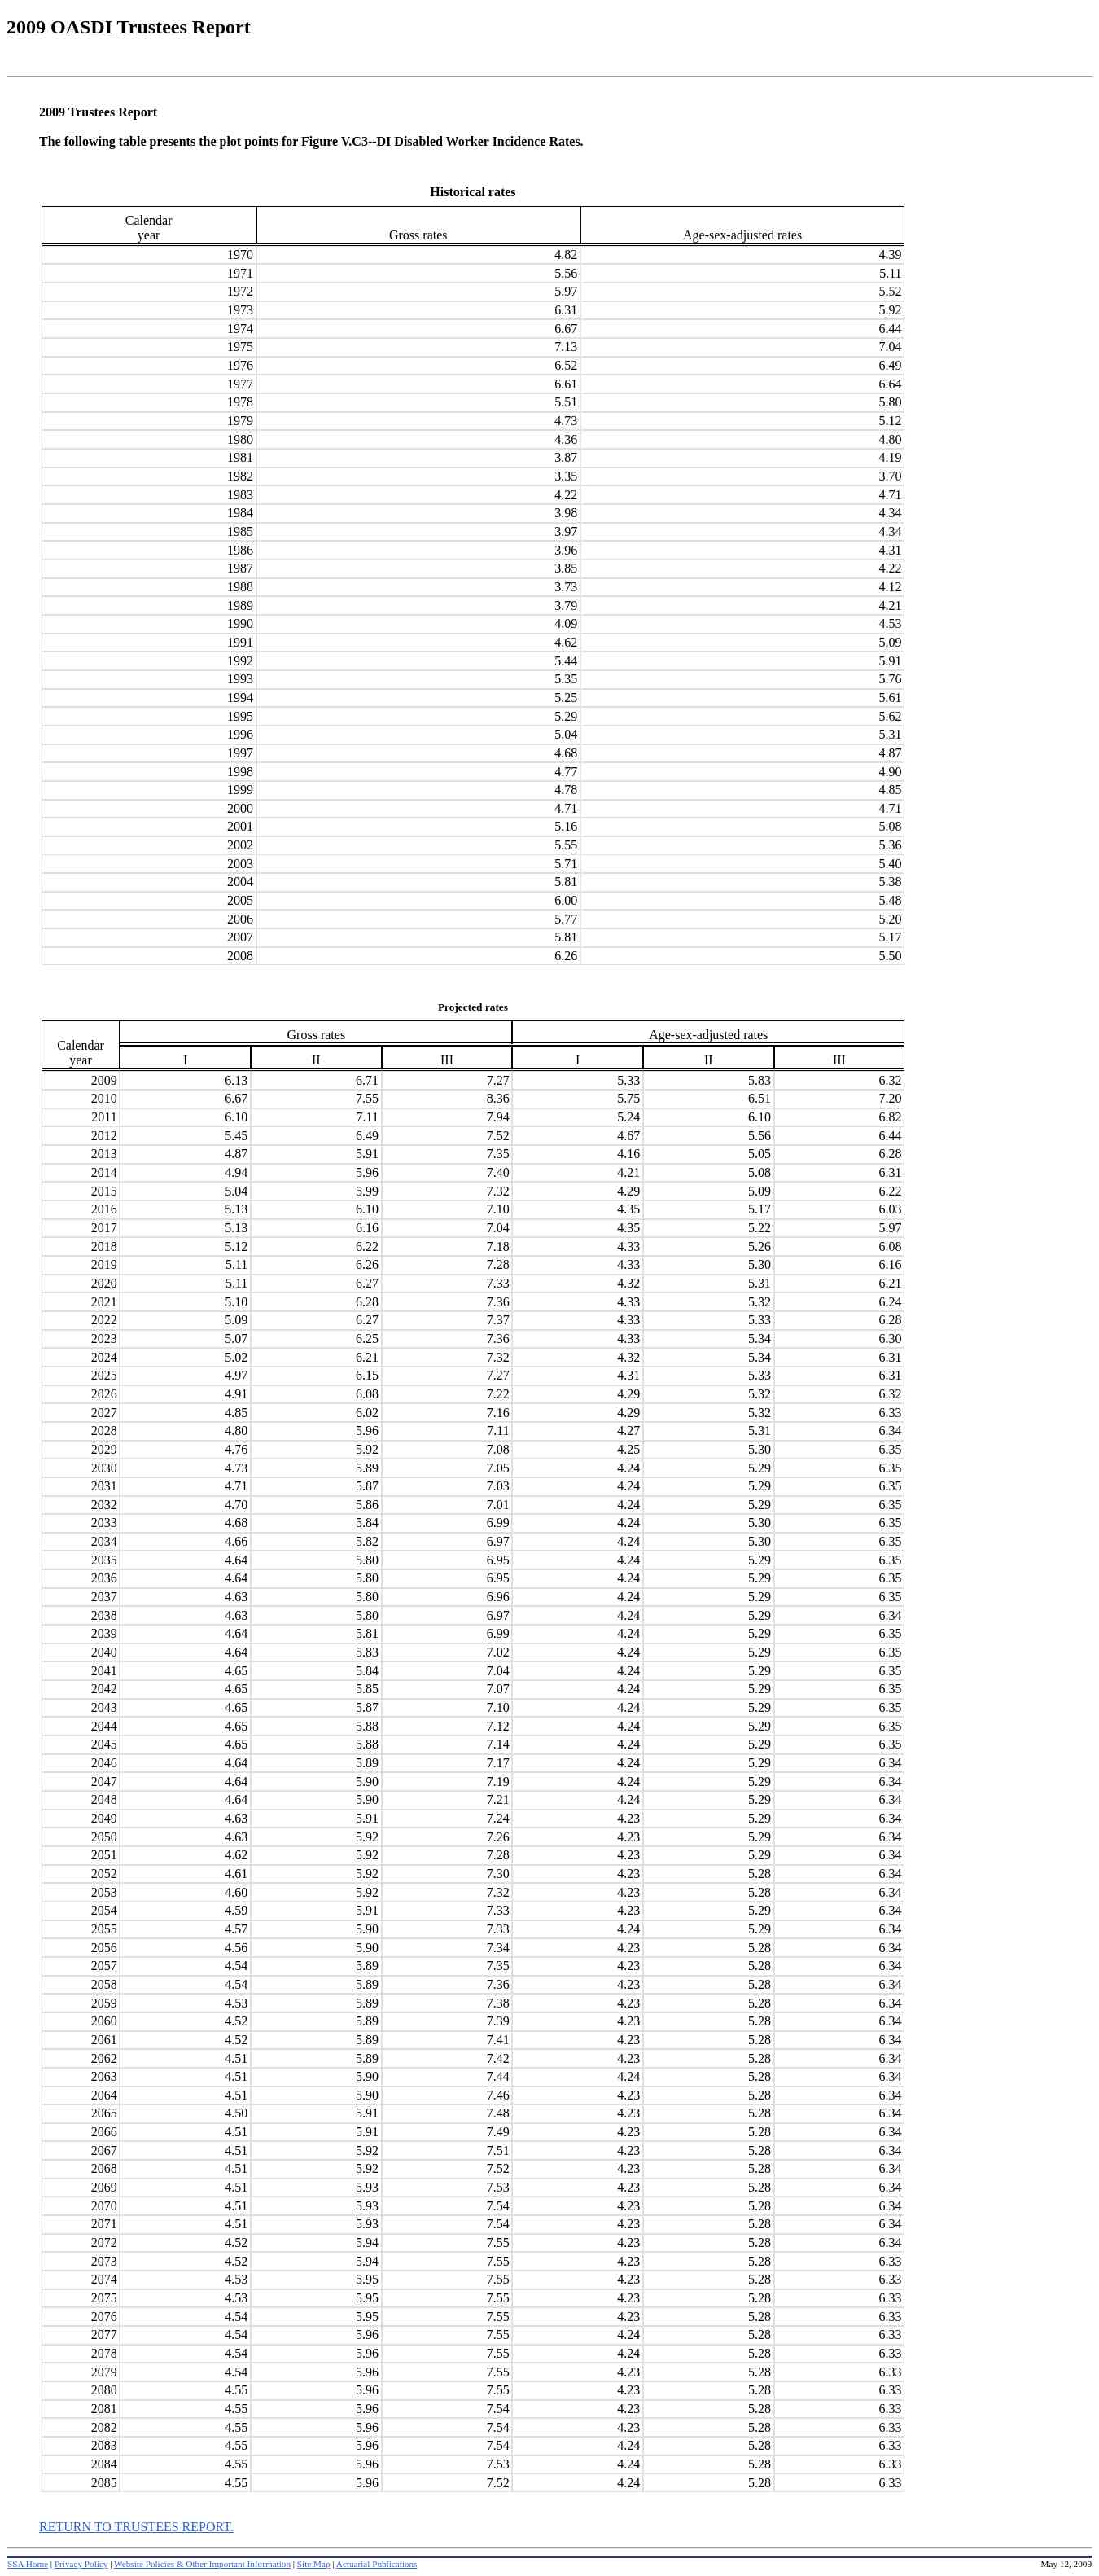 2009 OASDI Trustees Report
2009 Trustees Report
The following table presents the plot points for Figure V.C3--DI Disabled Worker Incidence Rates.
Historical rates
Calendar
year Gross rates Age-sex-adjusted rates
1970 4.82 4.39
1971 5.56 5.11
1972 5.97 5.52
1973 6.31 5.92
1974 6.67 6.44
1975 7.13 7.04
1976 6.52 6.49
1977 6.61 6.64
1978 5.51 5.80
1979 4.73 5.12
1980 4.36 4.80
1981 3.87 4.19
1982 3.35 3.70
1983 4.22 4.71
1984 3.98 4.34
1985 3.97 4.34
1986 3.96 4.31
1987 3.85 4.22
1988 3.73 4.12
1989 3.79 4.21
1990 4.09 4.53
1991 4.62 5.09
1992 5.44 5.91
1993 5.35 5.76
1994 5.25 5.61
1995 5.29 5.62
1996 5.04 5.31
1997 4.68 4.87
1998 4.77 4.90
1999 4.78 4.85
2000 4.71 4.71
2001 5.16 5.08
2002 5.55 5.36
2003 5.71 5.40
2004 5.81 5.38
2005 6.00 5.48
2006 5.77 5.20
2007 5.81 5.17
2008 6.26 5.50
Projected rates
Calendar
year Gross rates Age-sex-adjusted rates
I II III I II III
2009 6.13 6.71 7.27 5.33 5.83 6.32
2010 6.67 7.55 8.36 5.75 6.51 7.20
2011 6.10 7.11 7.94 5.24 6.10 6.82
2012 5.45 6.49 7.52 4.67 5.56 6.44
2013 4.87 5.91 7.35 4.16 5.05 6.28
2014 4.94 5.96 7.40 4.21 5.08 6.31
2015 5.04 5.99 7.32 4.29 5.09 6.22
2016 5.13 6.10 7.10 4.35 5.17 6.03
2017 5.13 6.16 7.04 4.35 5.22 5.97
2018 5.12 6.22 7.18 4.33 5.26 6.08
2019 5.11 6.26 7.28 4.33 5.30 6.16
2020 5.11 6.27 7.33 4.32 5.31 6.21
2021 5.10 6.28 7.36 4.33 5.32 6.24
2022 5.09 6.27 7.37 4.33 5.33 6.28
2023 5.07 6.25 7.36 4.33 5.34 6.30
2024 5.02 6.21 7.32 4.32 5.34 6.31
2025 4.97 6.15 7.27 4.31 5.33 6.31
2026 4.91 6.08 7.22 4.29 5.32 6.32
2027 4.85 6.02 7.16 4.29 5.32 6.33
2028 4.80 5.96 7.11 4.27 5.31 6.34
2029 4.76 5.92 7.08 4.25 5.30 6.35
2030 4.73 5.89 7.05 4.24 5.29 6.35
2031 4.71 5.87 7.03 4.24 5.29 6.35
2032 4.70 5.86 7.01 4.24 5.29 6.35
2033 4.68 5.84 6.99 4.24 5.30 6.35
2034 4.66 5.82 6.97 4.24 5.30 6.35
2035 4.64 5.80 6.95 4.24 5.29 6.35
2036 4.64 5.80 6.95 4.24 5.29 6.35
2037 4.63 5.80 6.96 4.24 5.29 6.35
2038 4.63 5.80 6.97 4.24 5.29 6.34
2039 4.64 5.81 6.99 4.24 5.29 6.35
2040 4.64 5.83 7.02 4.24 5.29 6.35
2041 4.65 5.84 7.04 4.24 5.29 6.35
2042 4.65 5.85 7.07 4.24 5.29 6.35
2043 4.65 5.87 7.10 4.24 5.29 6.35
2044 4.65 5.88 7.12 4.24 5.29 6.35
2045 4.65 5.88 7.14 4.24 5.29 6.35
2046 4.64 5.89 7.17 4.24 5.29 6.34
2047 4.64 5.90 7.19 4.24 5.29 6.34
2048 4.64 5.90 7.21 4.24 5.29 6.34
2049 4.63 5.91 7.24 4.23 5.29 6.34
2050 4.63 5.92 7.26 4.23 5.29 6.34
2051 4.62 5.92 7.28 4.23 5.29 6.34
2052 4.61 5.92 7.30 4.23 5.28 6.34
2053 4.60 5.92 7.32 4.23 5.28 6.34
2054 4.59 5.91 7.33 4.23 5.29 6.34
2055 4.57 5.90 7.33 4.24 5.29 6.34
2056 4.56 5.90 7.34 4.23 5.28 6.34
2057 4.54 5.89 7.35 4.23 5.28 6.34
2058 4.54 5.89 7.36 4.23 5.28 6.34
2059 4.53 5.89 7.38 4.23 5.28 6.34
2060 4.52 5.89 7.39 4.23 5.28 6.34
2061 4.52 5.89 7.41 4.23 5.28 6.34
2062 4.51 5.89 7.42 4.23 5.28 6.34
2063 4.51 5.90 7.44 4.24 5.28 6.34
2064 4.51 5.90 7.46 4.23 5.28 6.34
2065 4.50 5.91 7.48 4.23 5.28 6.34
2066 4.51 5.91 7.49 4.23 5.28 6.34
2067 4.51 5.92 7.51 4.23 5.28 6.34
2068 4.51 5.92 7.52 4.23 5.28 6.34
2069 4.51 5.93 7.53 4.23 5.28 6.34
2070 4.51 5.93 7.54 4.23 5.28 6.34
2071 4.51 5.93 7.54 4.23 5.28 6.34
2072 4.52 5.94 7.55 4.23 5.28 6.34
2073 4.52 5.94 7.55 4.23 5.28 6.33
2074 4.53 5.95 7.55 4.23 5.28 6.33
2075 4.53 5.95 7.55 4.23 5.28 6.33
2076 4.54 5.95 7.55 4.23 5.28 6.33
2077 4.54 5.96 7.55 4.24 5.28 6.33
2078 4.54 5.96 7.55 4.24 5.28 6.33
2079 4.54 5.96 7.55 4.23 5.28 6.33
2080 4.55 5.96 7.55 4.23 5.28 6.33
2081 4.55 5.96 7.54 4.23 5.28 6.33
2082 4.55 5.96 7.54 4.23 5.28 6.33
2083 4.55 5.96 7.54 4.24 5.28 6.33
2084 4.55 5.96 7.53 4.24 5.28 6.33
2085 4.55 5.96 7.52 4.24 5.28 6.33
RETURN TO TRUSTEES REPORT.
SSA Home | Privacy Policy | Website Policies & Other Important Information | Site Map | Actuarial Publications May 12, 2009